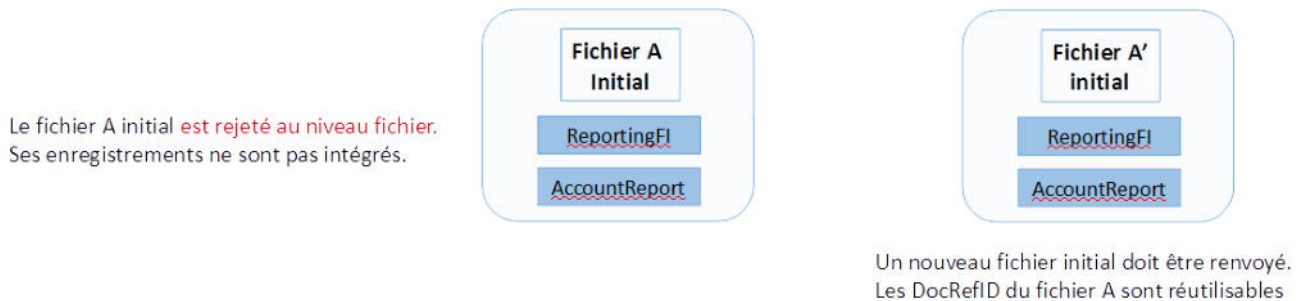 Le fichier A initial est rejeté au niveau fichier.
Ses enregistrements ne sont pas intégrés.
Fichier A
Initial
ReportingFI
AccountReport
Fichier A’
initial
ReportingFI
AccountReport
Un nouveau fichier initial doit être renvoyé.
Les DocRefID du fichier A sont réutilisables